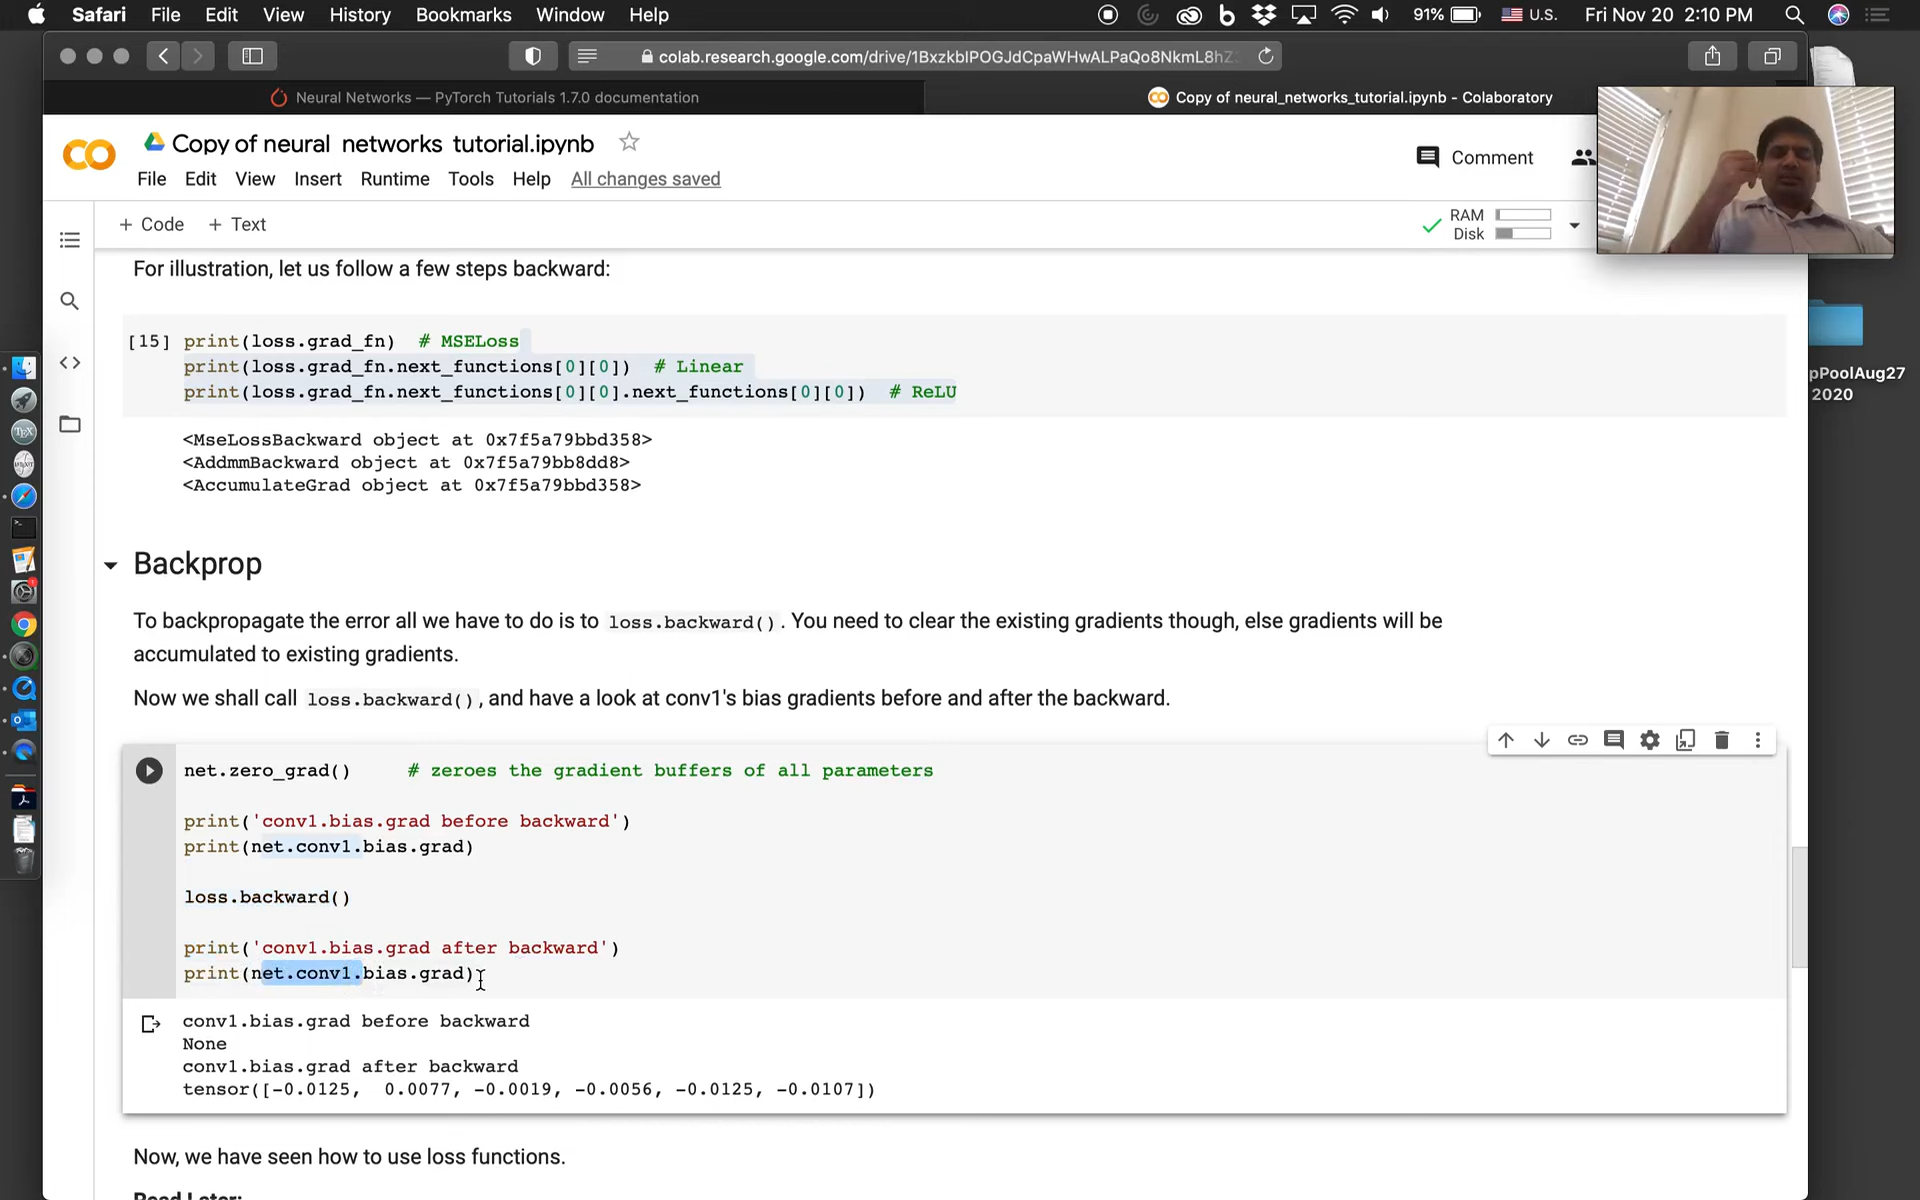 Safari File Edit View History Bookmarks Window Help 91% U.S. Fri Nov 20 2:10 PM
colab.research.google.com/drive/1BxzkbIPOGJdCpaWHwALPaQo8NkmL8hZ
Neural Networks — PyTorch Tutorials 1.7.0 documentation
Copy of neural_networks_tutorial.ipynb - Colaboratory
Copy of neural_networks_tutorial.ipynb
Comment
File Edit View Insert Runtime Tools Help All changes saved
+ Code + Text
RAM
Disk
For illustration, let us follow a few steps backward:
[15] print(loss.grad_fn)  # MSELoss
print(loss.grad_fn.next_functions[0][0])  # Linear
print(loss.grad_fn.next_functions[0][0].next_functions[0][0])  # ReLU
<MseLossBackward object at 0x7f5a79bbd358>
<AddmmBackward object at 0x7f5a79bb8dd8>
<AccumulateGrad object at 0x7f5a79bbd358>
pPoolAug27
2020
Backprop
To backpropagate the error all we have to do is to loss.backward(). You need to clear the existing gradients though, else gradients will be
accumulated to existing gradients.
Now we shall call loss.backward(), and have a look at conv1's bias gradients before and after the backward.
net.zero_grad()     # zeroes the gradient buffers of all parameters
print('conv1.bias.grad before backward')
print(net.conv1.bias.grad)
loss.backward()
print('conv1.bias.grad after backward')
print(net.conv1.bias.grad)
conv1.bias.grad before backward
None
conv1.bias.grad after backward
tensor([-0.0125,  0.0077, -0.0019, -0.0056, -0.0125, -0.0107])
Now, we have seen how to use loss functions.
Read Later: